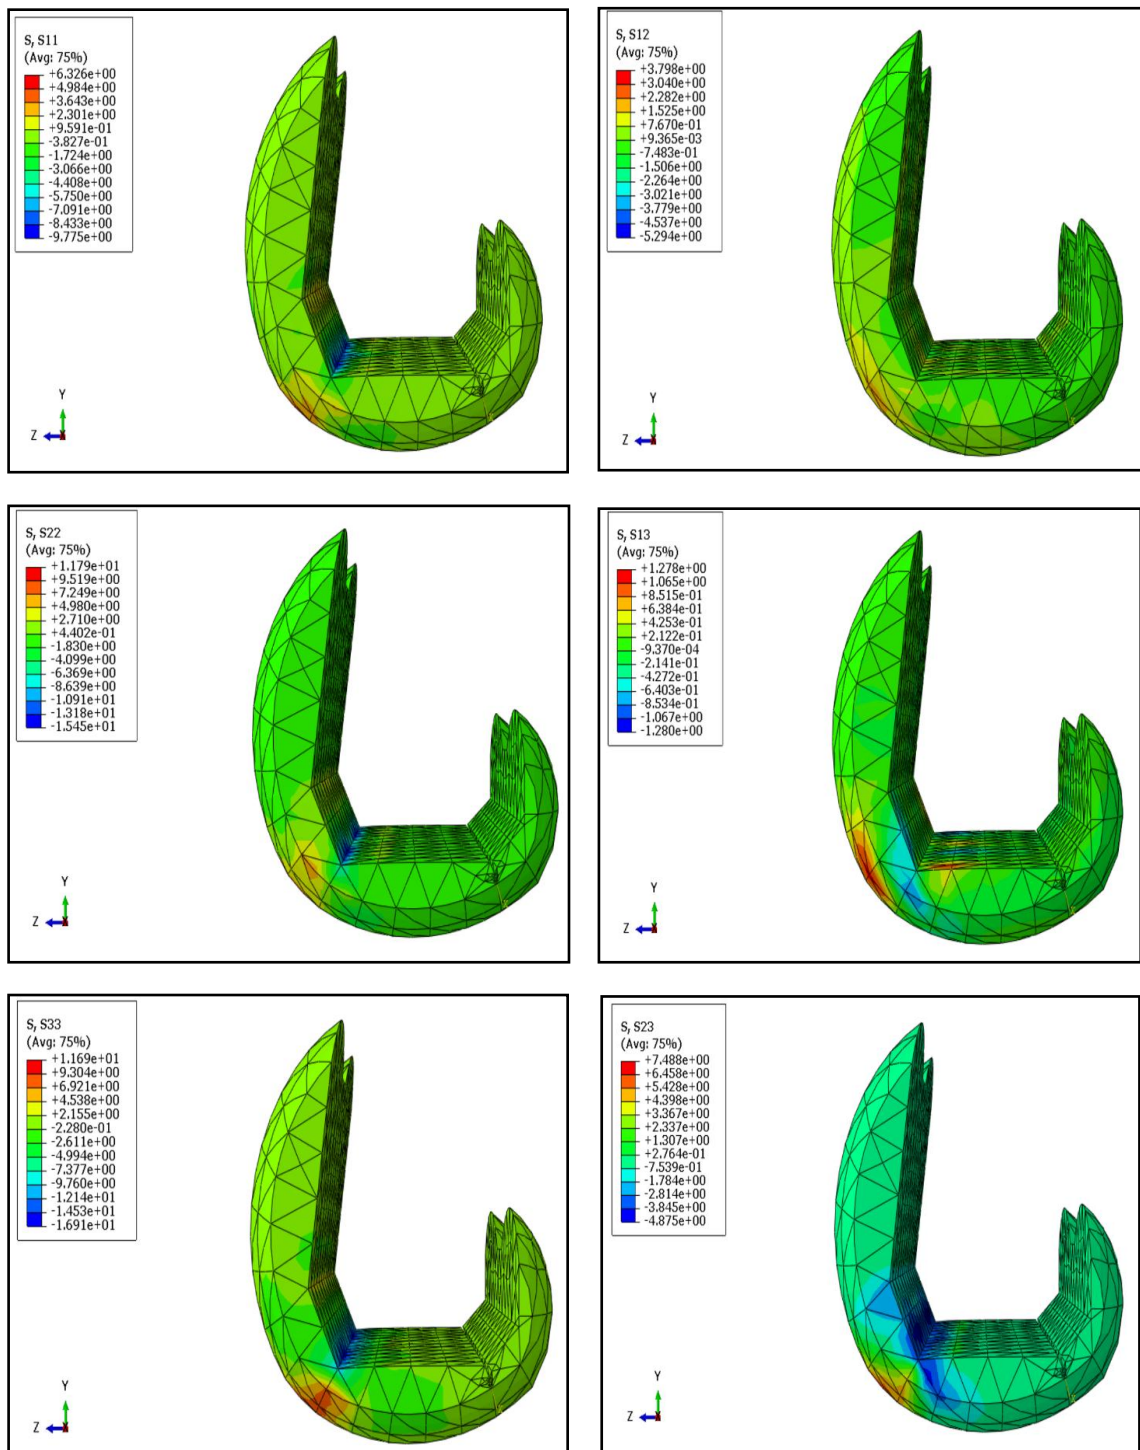 S, S11
(Avg: 75%)
+6.326e+00
+4.984e+00
+3.643e+00
+2.301e+00
+9.591e-01
-3.827e-01
-1.724e+00
-3.066e+00
-4.408e+00
-5.750e+00
-7.091e+00
-8.433e+00
-9.775e+00
Y
Z
S, S12
(Avg: 75%)
+3.798e+00
+3.040e+00
+2.282e+00
+1.525e+00
+7.670e-01
+9.365e-03
-7.483e-01
-1.506e+00
-2.264e+00
-3.021e+00
-3.779e+00
-4.537e+00
-5.294e+00
Y
Z
S, S22
(Avg: 75%)
+1.179e+01
+9.519e+00
+7.249e+00
+4.980e+00
+2.710e+00
+4.402e-01
-1.830e+00
-4.099e+00
-6.369e+00
-8.639e+00
-1.091e+01
-1.318e+01
-1.545e+01
Y
Z
S, S13
(Avg: 75%)
+1.278e+00
+1.065e+00
+8.515e-01
+6.384e-01
+4.253e-01
+2.122e-01
-9.370e-04
-2.141e-01
-4.272e-01
-6.403e-01
-8.534e-01
-1.067e+00
-1.280e+00
Y
Z
S, S33
(Avg: 75%)
+1.169e+01
+9.304e+00
+6.921e+00
+4.538e+00
+2.155e+00
-2.280e-01
-2.611e+00
-4.994e+00
-7.377e+00
-9.760e+00
-1.214e+01
-1.453e+01
-1.691e+01
Y
Z
S, S23
(Avg: 75%)
+7.488e+00
+6.458e+00
+5.428e+00
+4.398e+00
+3.367e+00
+2.337e+00
+1.307e+00
+2.764e-01
-7.539e-01
-1.784e+00
-2.814e+00
-3.845e+00
-4.875e+00
Y
Z